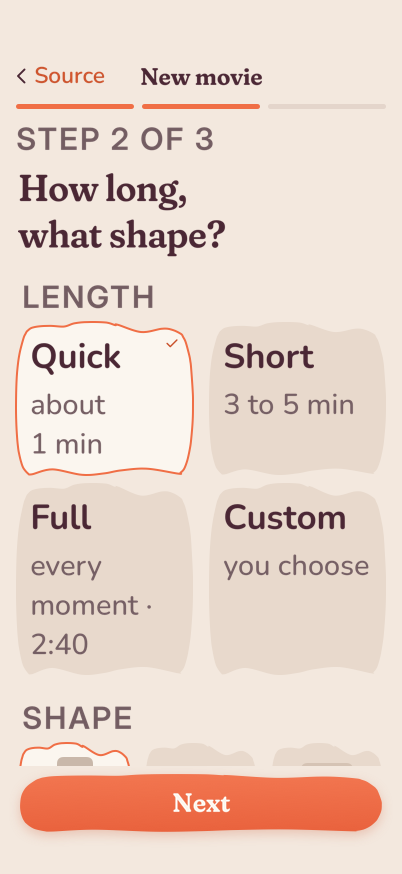 Source
New movie
STEP 2 OF 3
How long,
what shape?
LENGTH
Quick
about
1 min
Short
3 to 5 min
Full
every
moment ·
2:40
Custom
you choose
SHAPE
Next